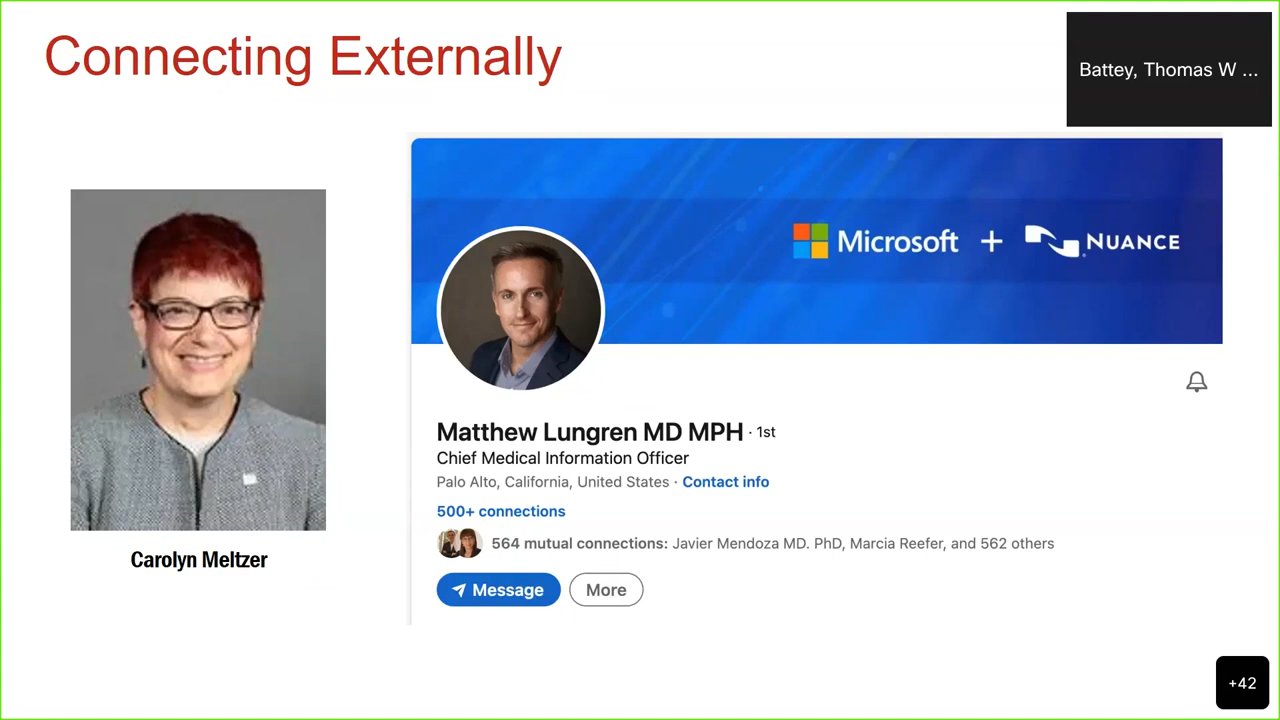 Connecting Externally
Battey, Thomas W ...
Microsoft + NUANCE
Matthew Lungren MD MPH · 1st
Chief Medical Information Officer
Palo Alto, California, United States · Contact info
500+ connections
564 mutual connections: Javier Mendoza MD. PhD, Marcia Reefer, and 562 others
Message
More
Carolyn Meltzer
+42